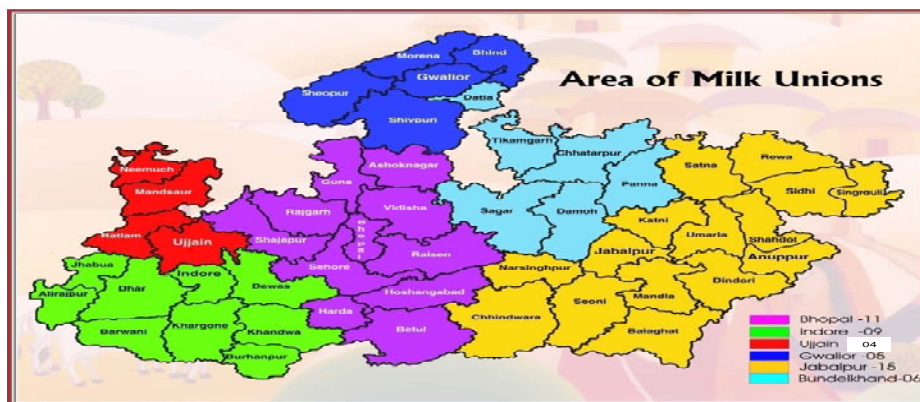 Area of Milk Unions
Morena
Bhind
Gwalior
Sheopur
Datia
Shivpuri
Tikamgarh
Chhatarpur
Neemuch
Mandsaur
Guna
Ashoknagar
Panna
Satna
Rewa
Sidhi
Singrauli
Rajgarh
Vidisha
Sagar
Damoh
Katni
Umaria
Shahdol
Ratlam
Ujjain
Shajapur
Bhopal
Raisen
Jabalpur
Anuppur
Jhabua
Indore
Sehore
Narsinghpur
Dindori
Alirajpur
Dhar
Dewas
Hoshangabad
Seoni
Mandla
Barwani
Khargone
Khandwa
Harda
Betul
Chhindwara
Balaghat
Burhanpur
Bhopal -11
Indore -09
Ujjain 04
Gwalior -05
Jabalpur -15
Bundelkhand-06